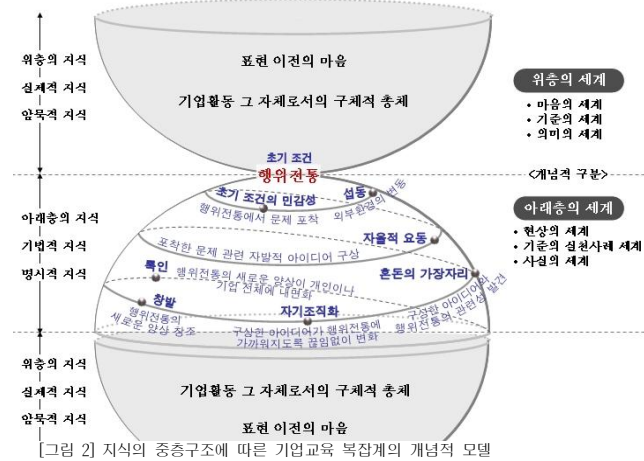 위층의 지식
실제적 지식
암묵적 지식
표현 이전의 마음
기업활동 그 자체로서의 구체적 총체
위층의 세계
• 마음의 세계
• 기준의 세계
• 의미의 세계
초기 조건
행위전통
<개념적 구분>
초기 조건의 민감성
섭동
행위전통에서 문제 포착
외부환경의 변동
아래층의 지식
기법적 지식
명시적 지식
자율적 요동
포착한 문제 관련 자발적 아이디어 구상
아래층의 세계
• 현상의 세계
• 기준의 실천사례 세계
• 사실의 세계
록인
행위전통의 새로운 양상이 개인이나
기업 전체에 내면화
혼돈의 가장자리
창발
행위전통의
새로운 양상 창조
자기조직화
구상한 아이디어가 행위전통에
가까워지도록 끊임없이 변화
구상한 아이디어와
행위전통의 관련성 발견
위층의 지식
실제적 지식
암묵적 지식
기업활동 그 자체로서의 구체적 총체
표현 이전의 마음
[그림 2] 지식의 중층구조에 따른 기업교육 복잡계의 개념적 모델